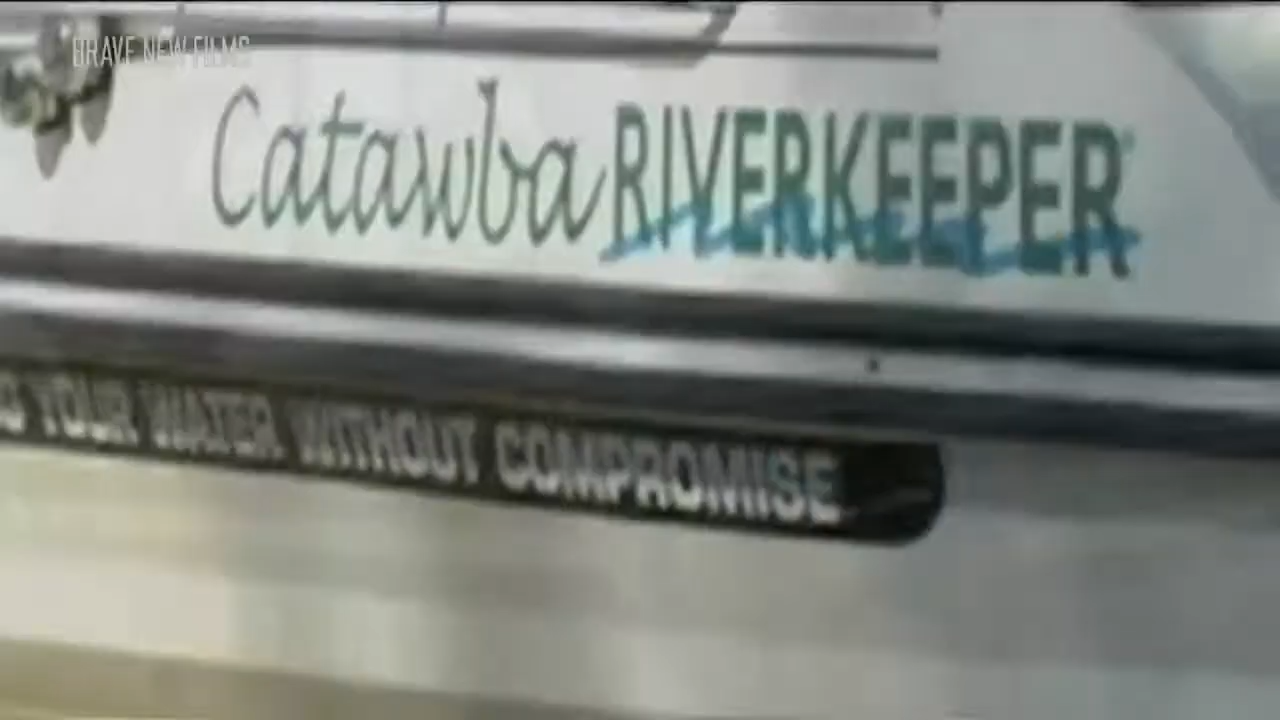 BRAVE NEW FILMS
Catawba RIVERKEEPER
YOUR WATER WITHOUT COMPROMISE